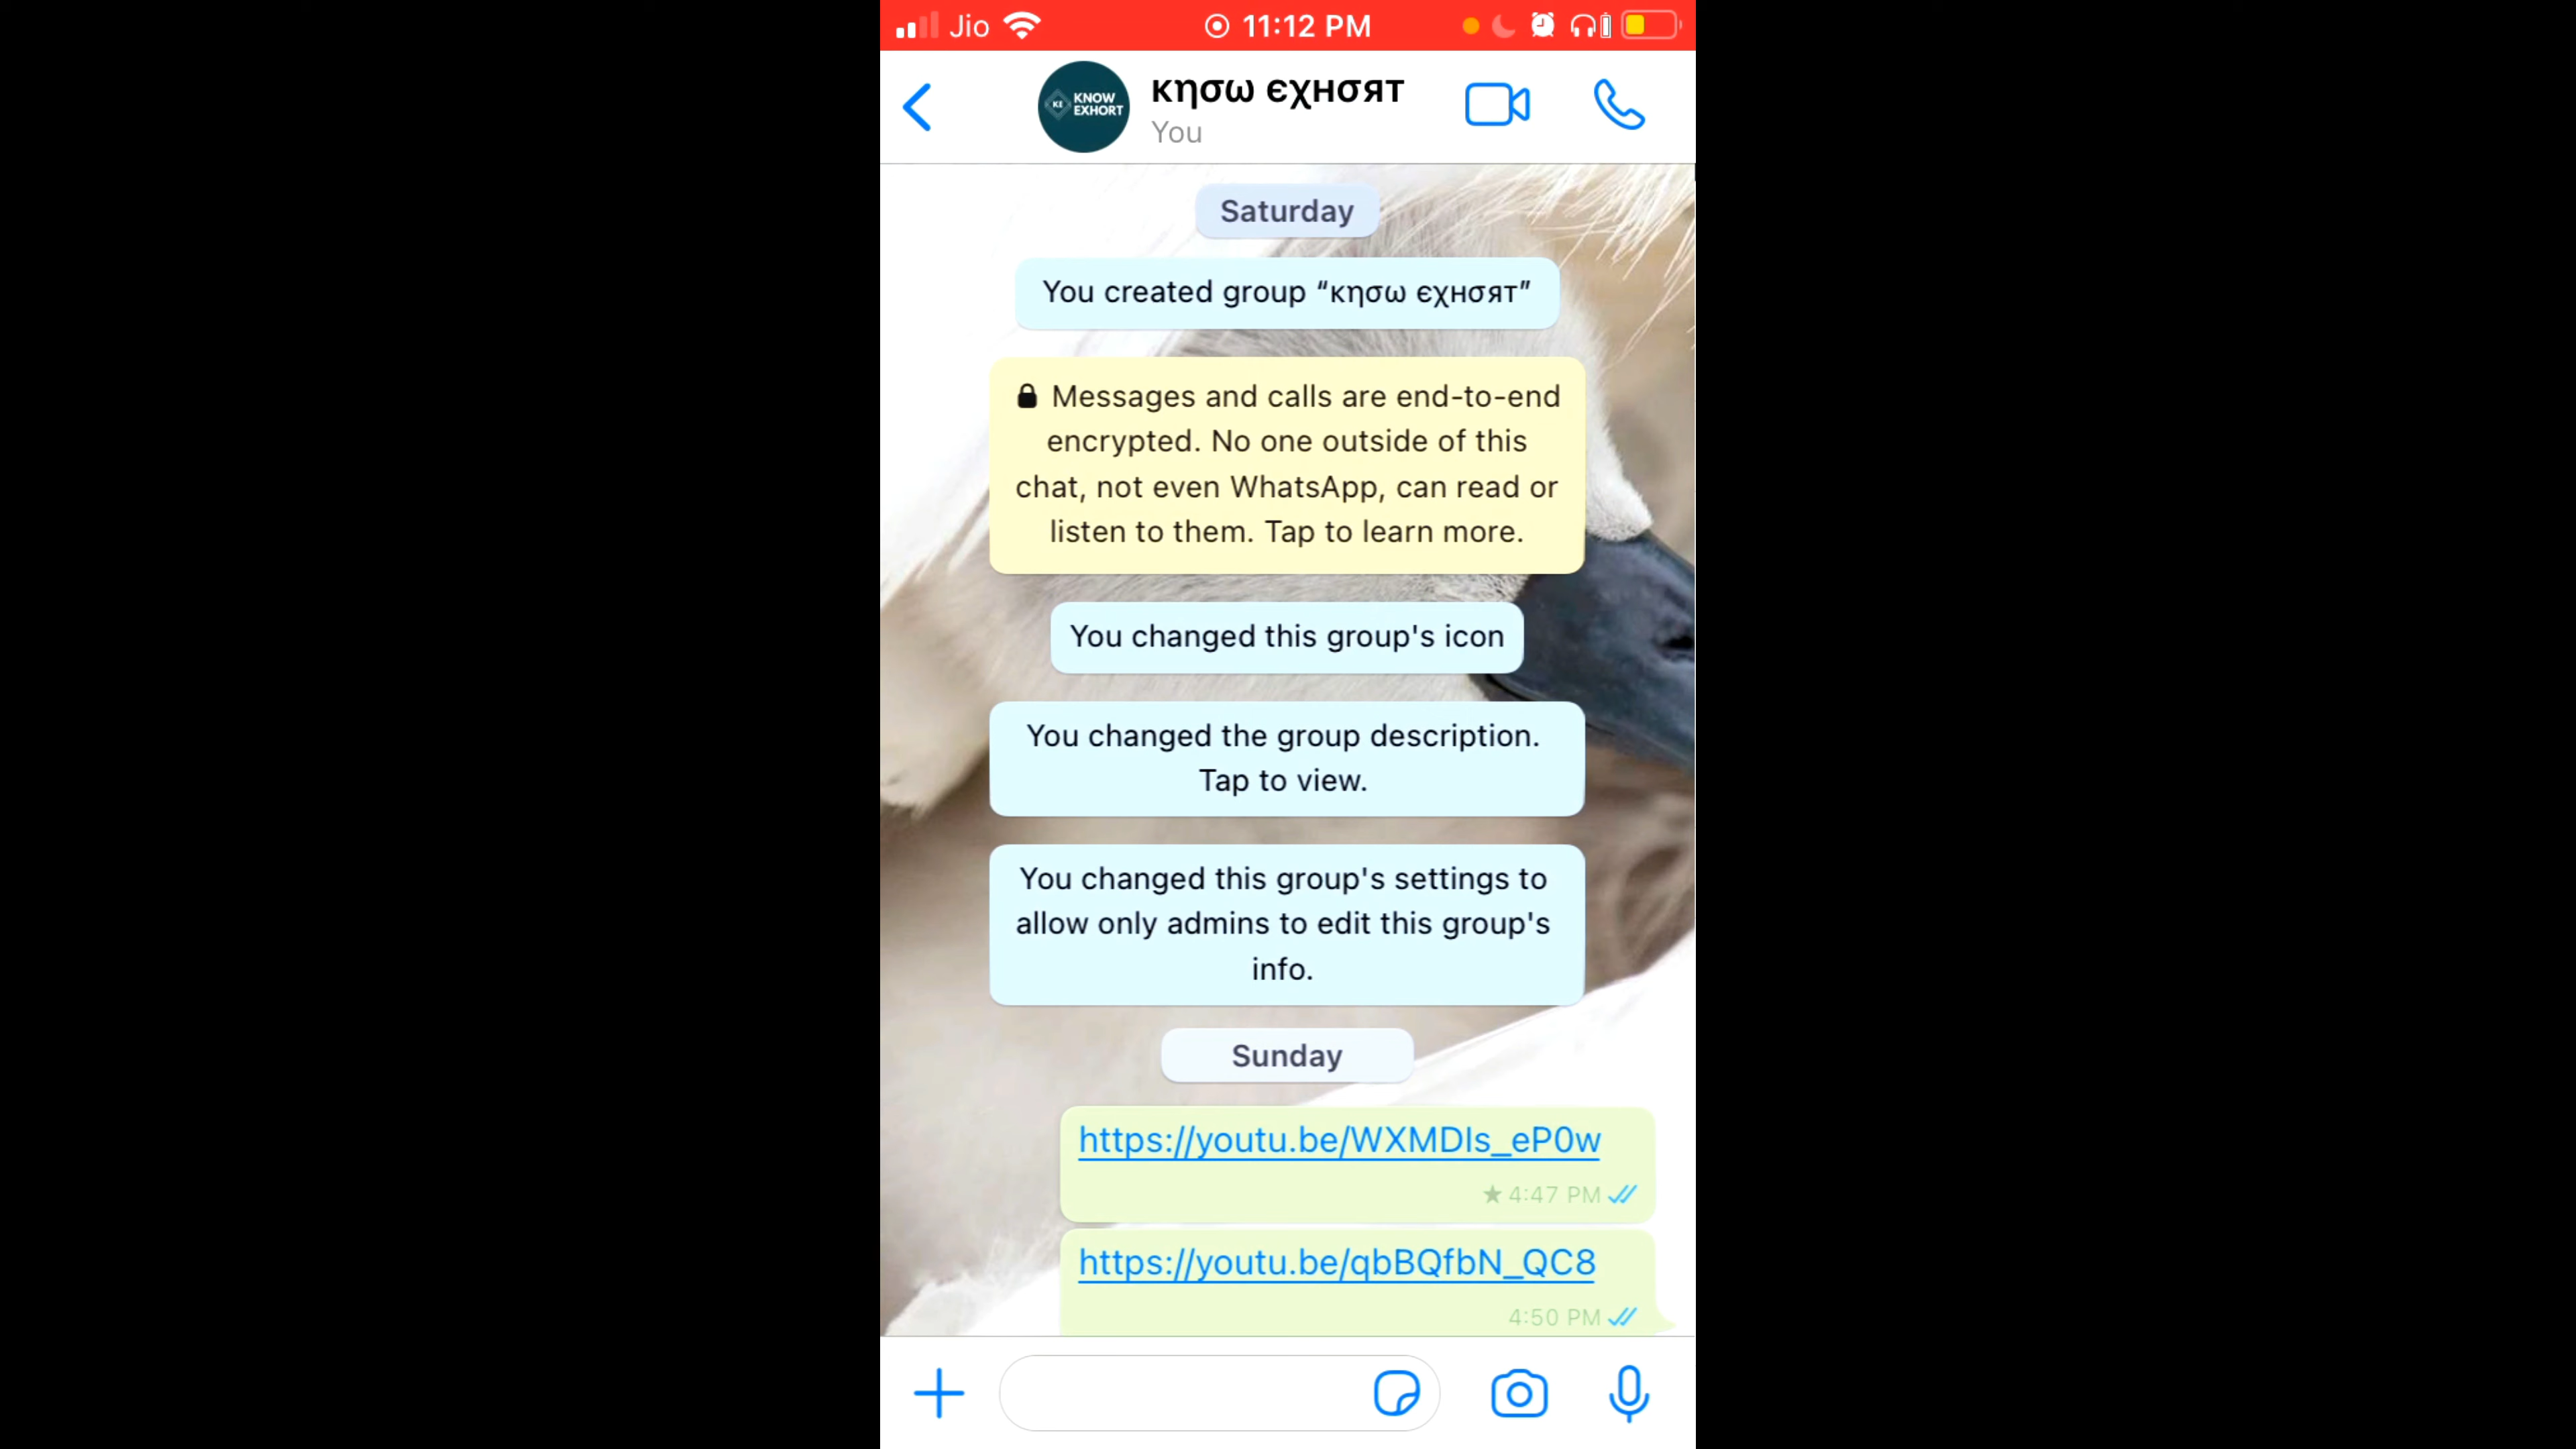 Jio 11:12 PM
KE KNOW
EXHORT
κησω єχнσят
You
Saturday
You created group “κησω єχнσят”
Messages and calls are end-to-end
encrypted. No one outside of this
chat, not even WhatsApp, can read or
listen to them. Tap to learn more.
You changed this group's icon
You changed the group description.
Tap to view.
You changed this group's settings to
allow only admins to edit this group's
info.
Sunday
https://youtu.be/WXMDIs_eP0w
4:47 PM
https://youtu.be/qbBQfbN_QC8
4:50 PM